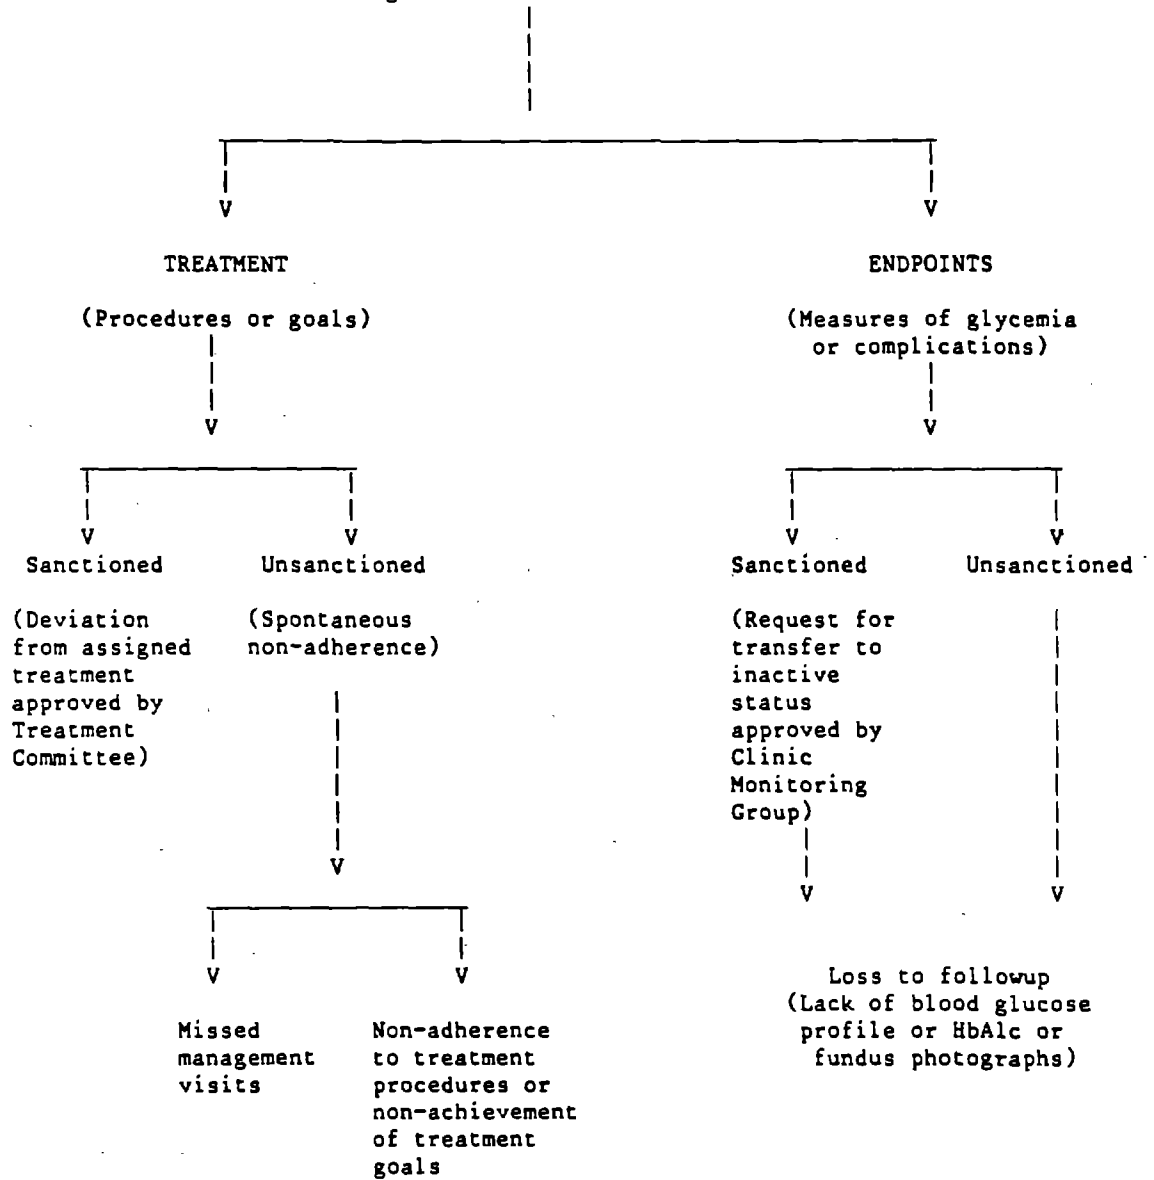 TREATMENT
(Procedures or goals)
ENDPOINTS
(Measures of glycemia
or complications)
Sanctioned
(Deviation
from assigned
treatment
approved by
Treatment
Committee)
Unsanctioned
(Spontaneous
non-adherence)
Missed
management
visits
Non-adherence
to treatment
procedures or
non-achievement
of treatment
goals
Sanctioned
(Request for
transfer to
inactive
status
approved by
Clinic
Monitoring
Group)
Unsanctioned
Loss to followup
(Lack of blood glucose
profile or HbAlc or
fundus photographs)